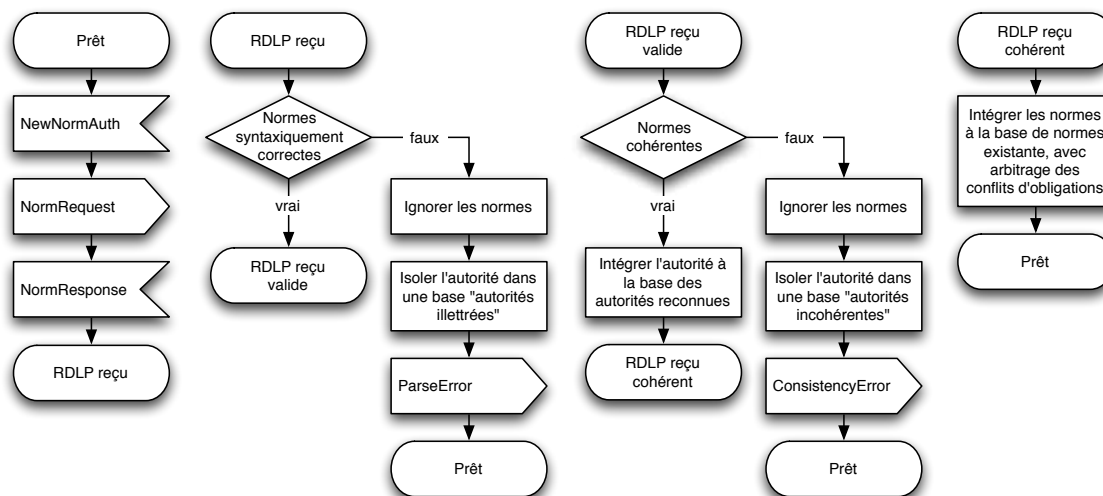 Prêt
NewNormAuth
NormRequest
NormResponse
RDLP reçu
RDLP reçu
Normes
syntaxiquement
correctes
faux
vrai
RDLP reçu
valide
Ignorer les normes
Isoler l'autorité dans
une base "autorités
illettrées"
ParseError
Prêt
RDLP reçu
valide
Normes
cohérentes
faux
vrai
Intégrer l'autorité à
la base des
autorités reconnues
RDLP reçu
cohérent
Ignorer les normes
Isoler l'autorité dans
une base "autorités
incohérentes"
ConsistencyError
Prêt
RDLP reçu
cohérent
Intégrer les normes
à la base de normes
existante, avec
arbitrage des
conflits d'obligations
Prêt